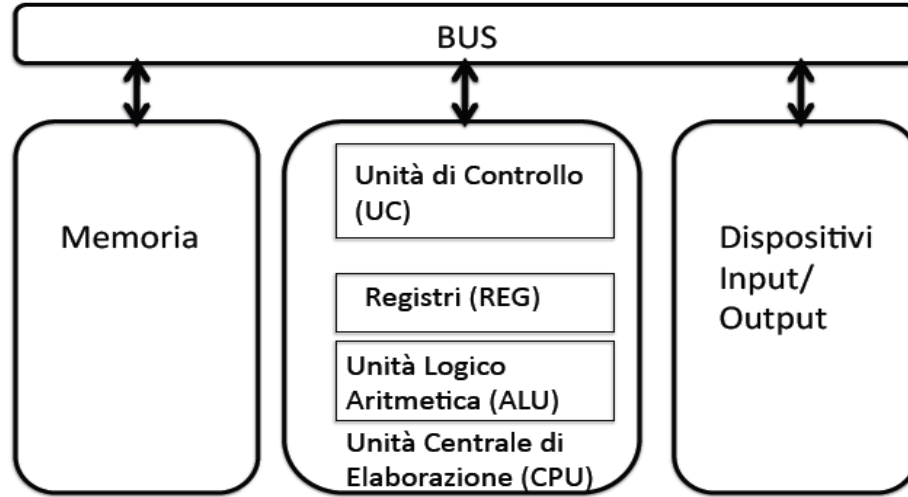 BUS
Memoria
Unità di Controllo
(UC)
Registri (REG)
Unità Logico
Aritmetica (ALU)
Unità Centrale di
Elaborazione (CPU)
Dispositivi
Input/
Output